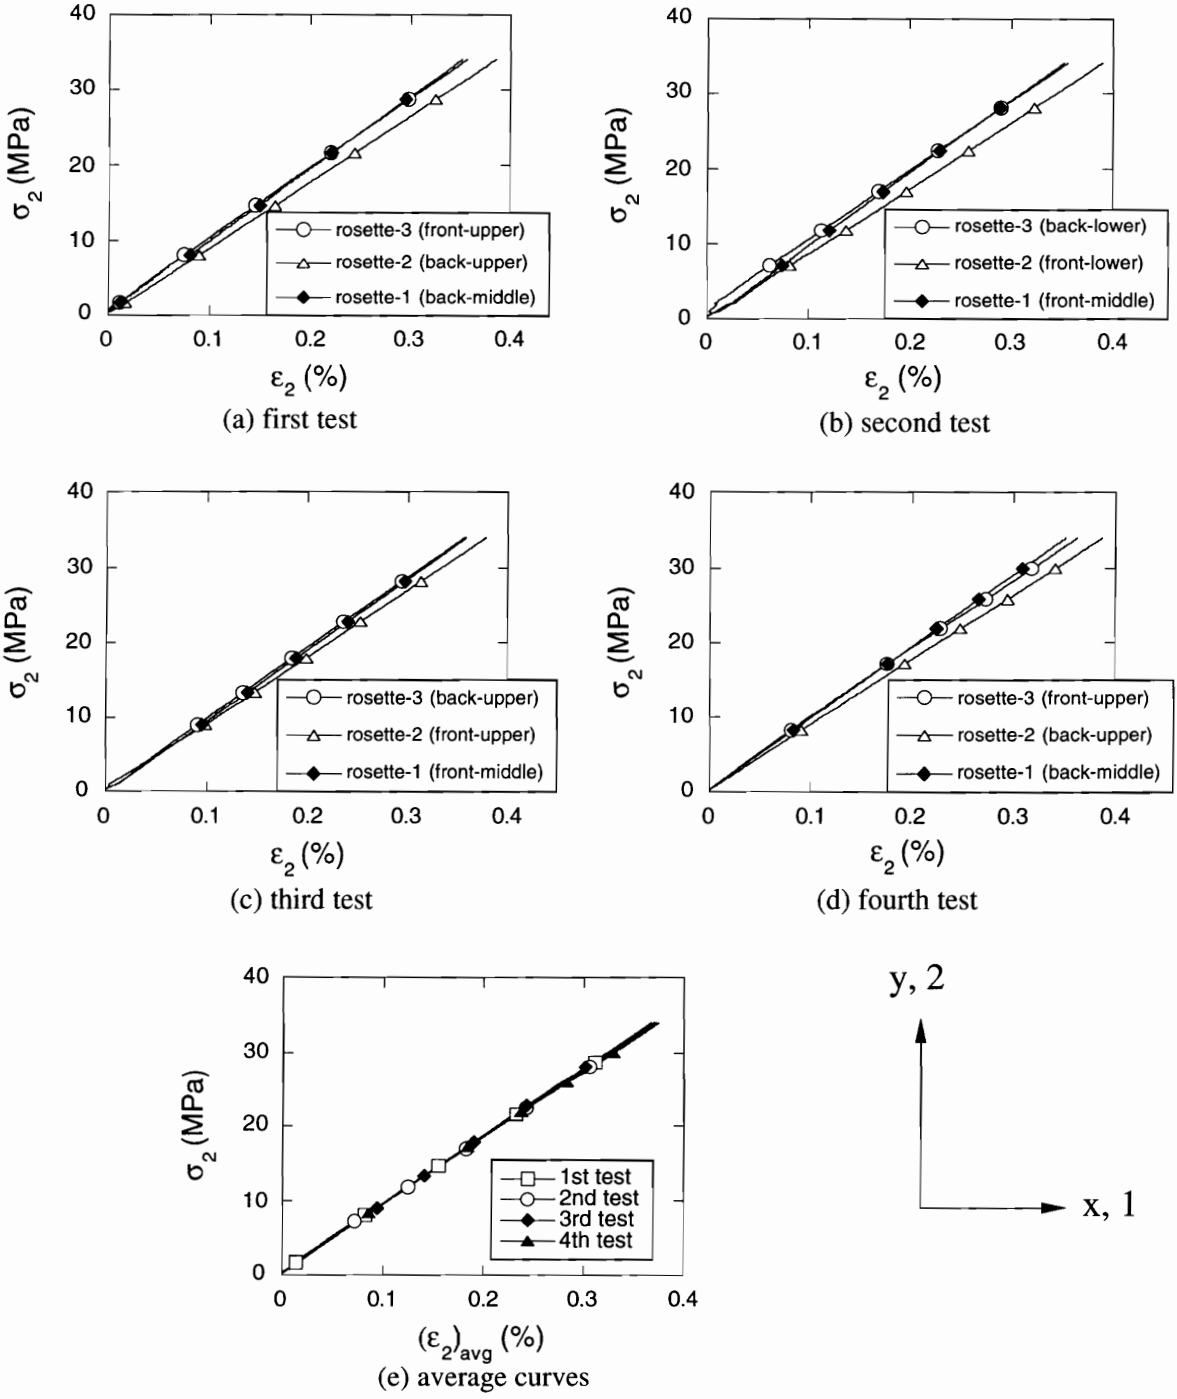 40
30
20
10
0
σ2 (MPa)
rosette-3 (front-upper)
rosette-2 (back-upper)
rosette-1 (back-middle)
0 0.1 0.2 0.3 0.4
ε2 (%)
(a) first test
40
30
20
10
0
σ2 (MPa)
rosette-3 (back-lower)
rosette-2 (front-lower)
rosette-1 (front-middle)
0 0.1 0.2 0.3 0.4
ε2 (%)
(b) second test
40
30
20
10
0
σ2 (MPa)
rosette-3 (back-upper)
rosette-2 (front-upper)
rosette-1 (front-middle)
0 0.1 0.2 0.3 0.4
ε2 (%)
(c) third test
40
30
20
10
0
σ2 (MPa)
rosette-3 (front-upper)
rosette-2 (back-upper)
rosette-1 (back-middle)
0 0.1 0.2 0.3 0.4
ε2 (%)
(d) fourth test
40
30
20
10
0
σ2 (MPa)
1st test
2nd test
3rd test
4th test
0 0.1 0.2 0.3 0.4
(ε2)avg (%)
(e) average curves
y, 2
x, 1